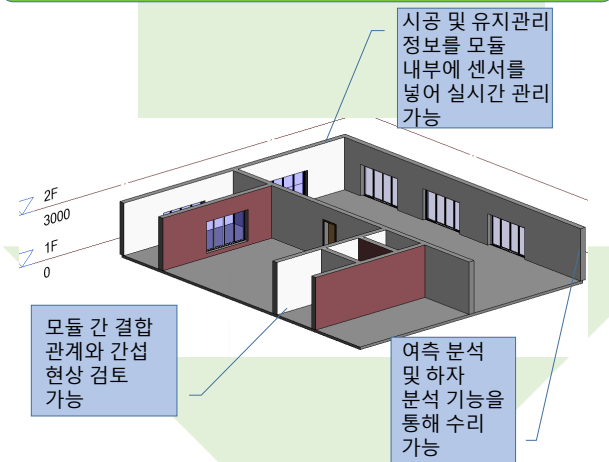 시공 및 유지관리
정보를 모듈
내부에 센서를
넣어 실시간 관리
가능
2F
3000
1F
0
모듈 간 결합
관계와 간섭
현상 검토
가능
여측 분석
및 하자
분석 기능을
통해 수리
가능